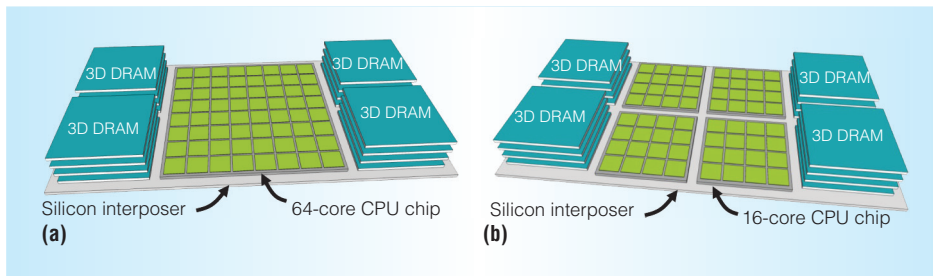 3D DRAM
3D DRAM
3D DRAM
3D DRAM
Silicon interposer
64-core CPU chip
(a)
3D DRAM
3D DRAM
3D DRAM
3D DRAM
Silicon interposer
16-core CPU chip
(b)